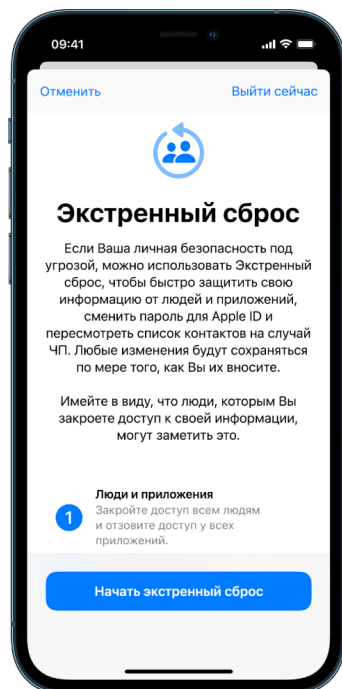 09:41
Отменить
Выйти сейчас
Экстренный сброс
Если Ваша личная безопасность под
угрозой, можно использовать Экстренный
сброс, чтобы быстро защитить свою
информацию от людей и приложений,
сменить пароль для Apple ID и
пересмотреть список контактов на случай
ЧП. Любые изменения будут сохраняться
по мере того, как Вы их вносите.
Имейте в виду, что люди, которым Вы
закроете доступ к своей информации,
могут заметить это.
1
Люди и приложения
Закройте доступ всем людям
и отзовите доступ у всех
приложений.
Начать экстренный сброс